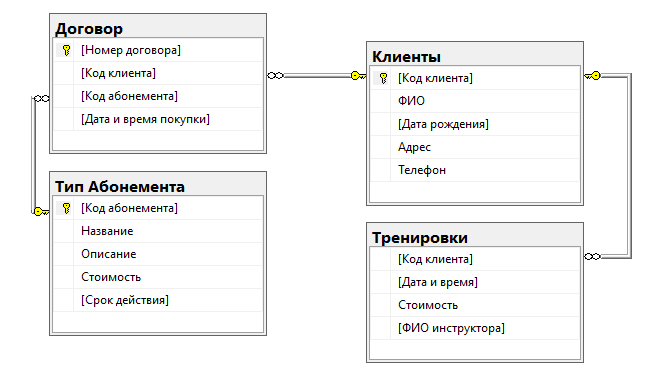 Договор
[Номер договора]
[Код клиента]
[Код абонемента]
[Дата и время покупки]
Тип Абонемента
[Код абонемента]
Название
Описание
Стоимость
[Срок действия]
Клиенты
[Код клиента]
ФИО
[Дата рождения]
Адрес
Телефон
Тренировки
[Код клиента]
[Дата и время]
Стоимость
[ФИО инструктора]